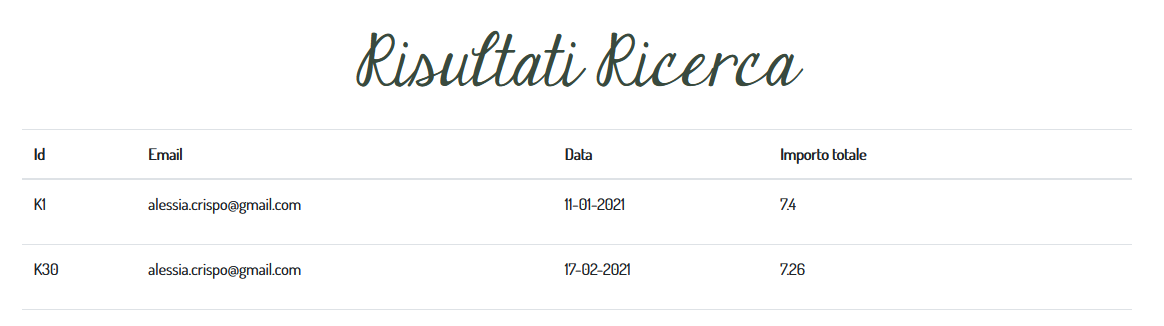 Risultati Ricerca
Id Email Data Importo totale
K1 alessia.crispo@gmail.com 11-01-2021 7.4
K30 alessia.crispo@gmail.com 17-02-2021 7.26